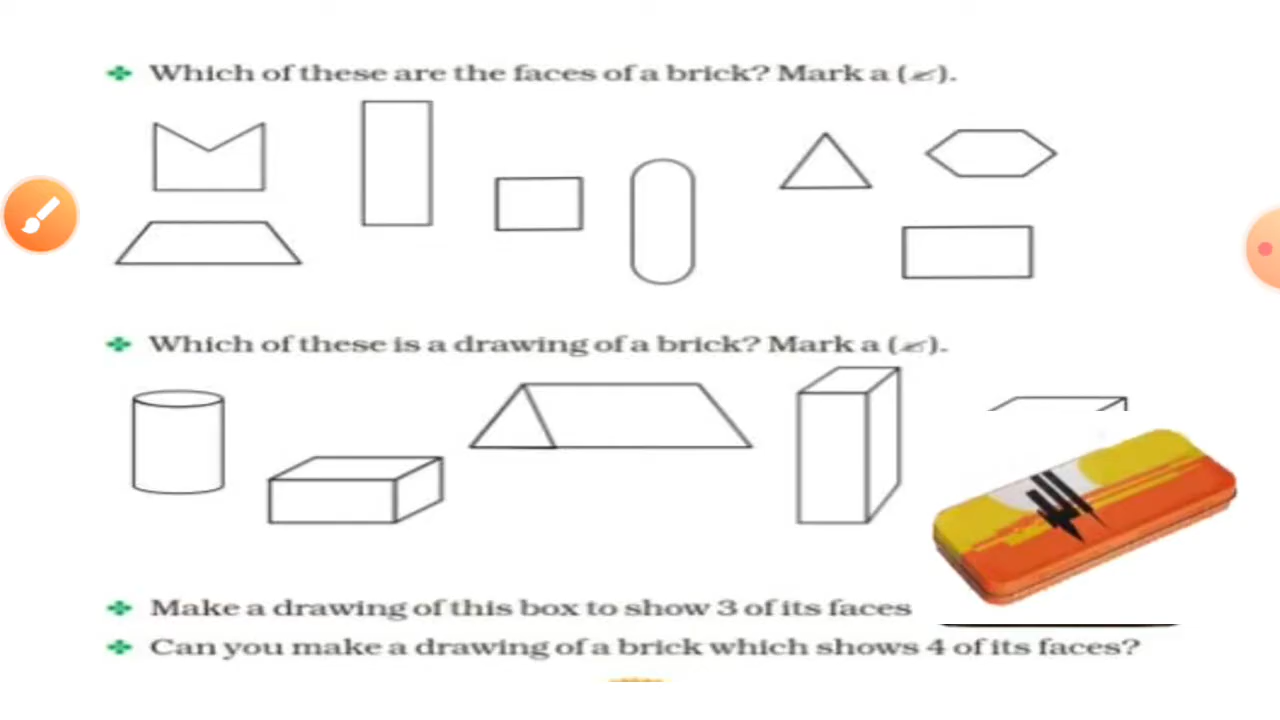 Which of these are the faces of a brick? Mark a (✓).
Which of these is a drawing of a brick? Mark a (✓).
Make a drawing of this box to show 3 of its faces
Can you make a drawing of a brick which shows 4 of its faces?